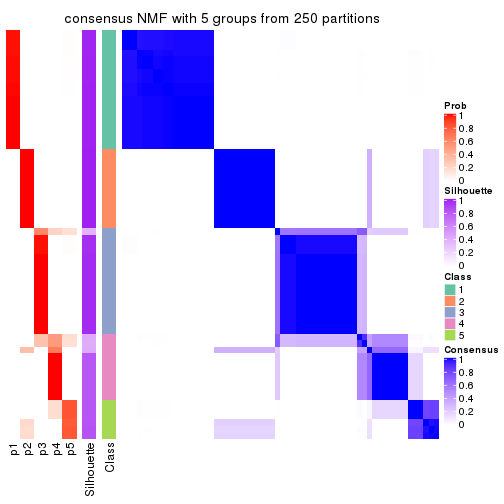 consensus NMF with 5 groups from 250 partitions
Prob
1
0.8
0.6
0.4
0.2
0
Silhouette
1
0.8
0.6
0.4
0.2
0
Class
1
2
3
4
5
Consensus
1
0.8
0.6
0.4
0.2
0
p1
p2
p3
p4
p5
Silhouette
Class